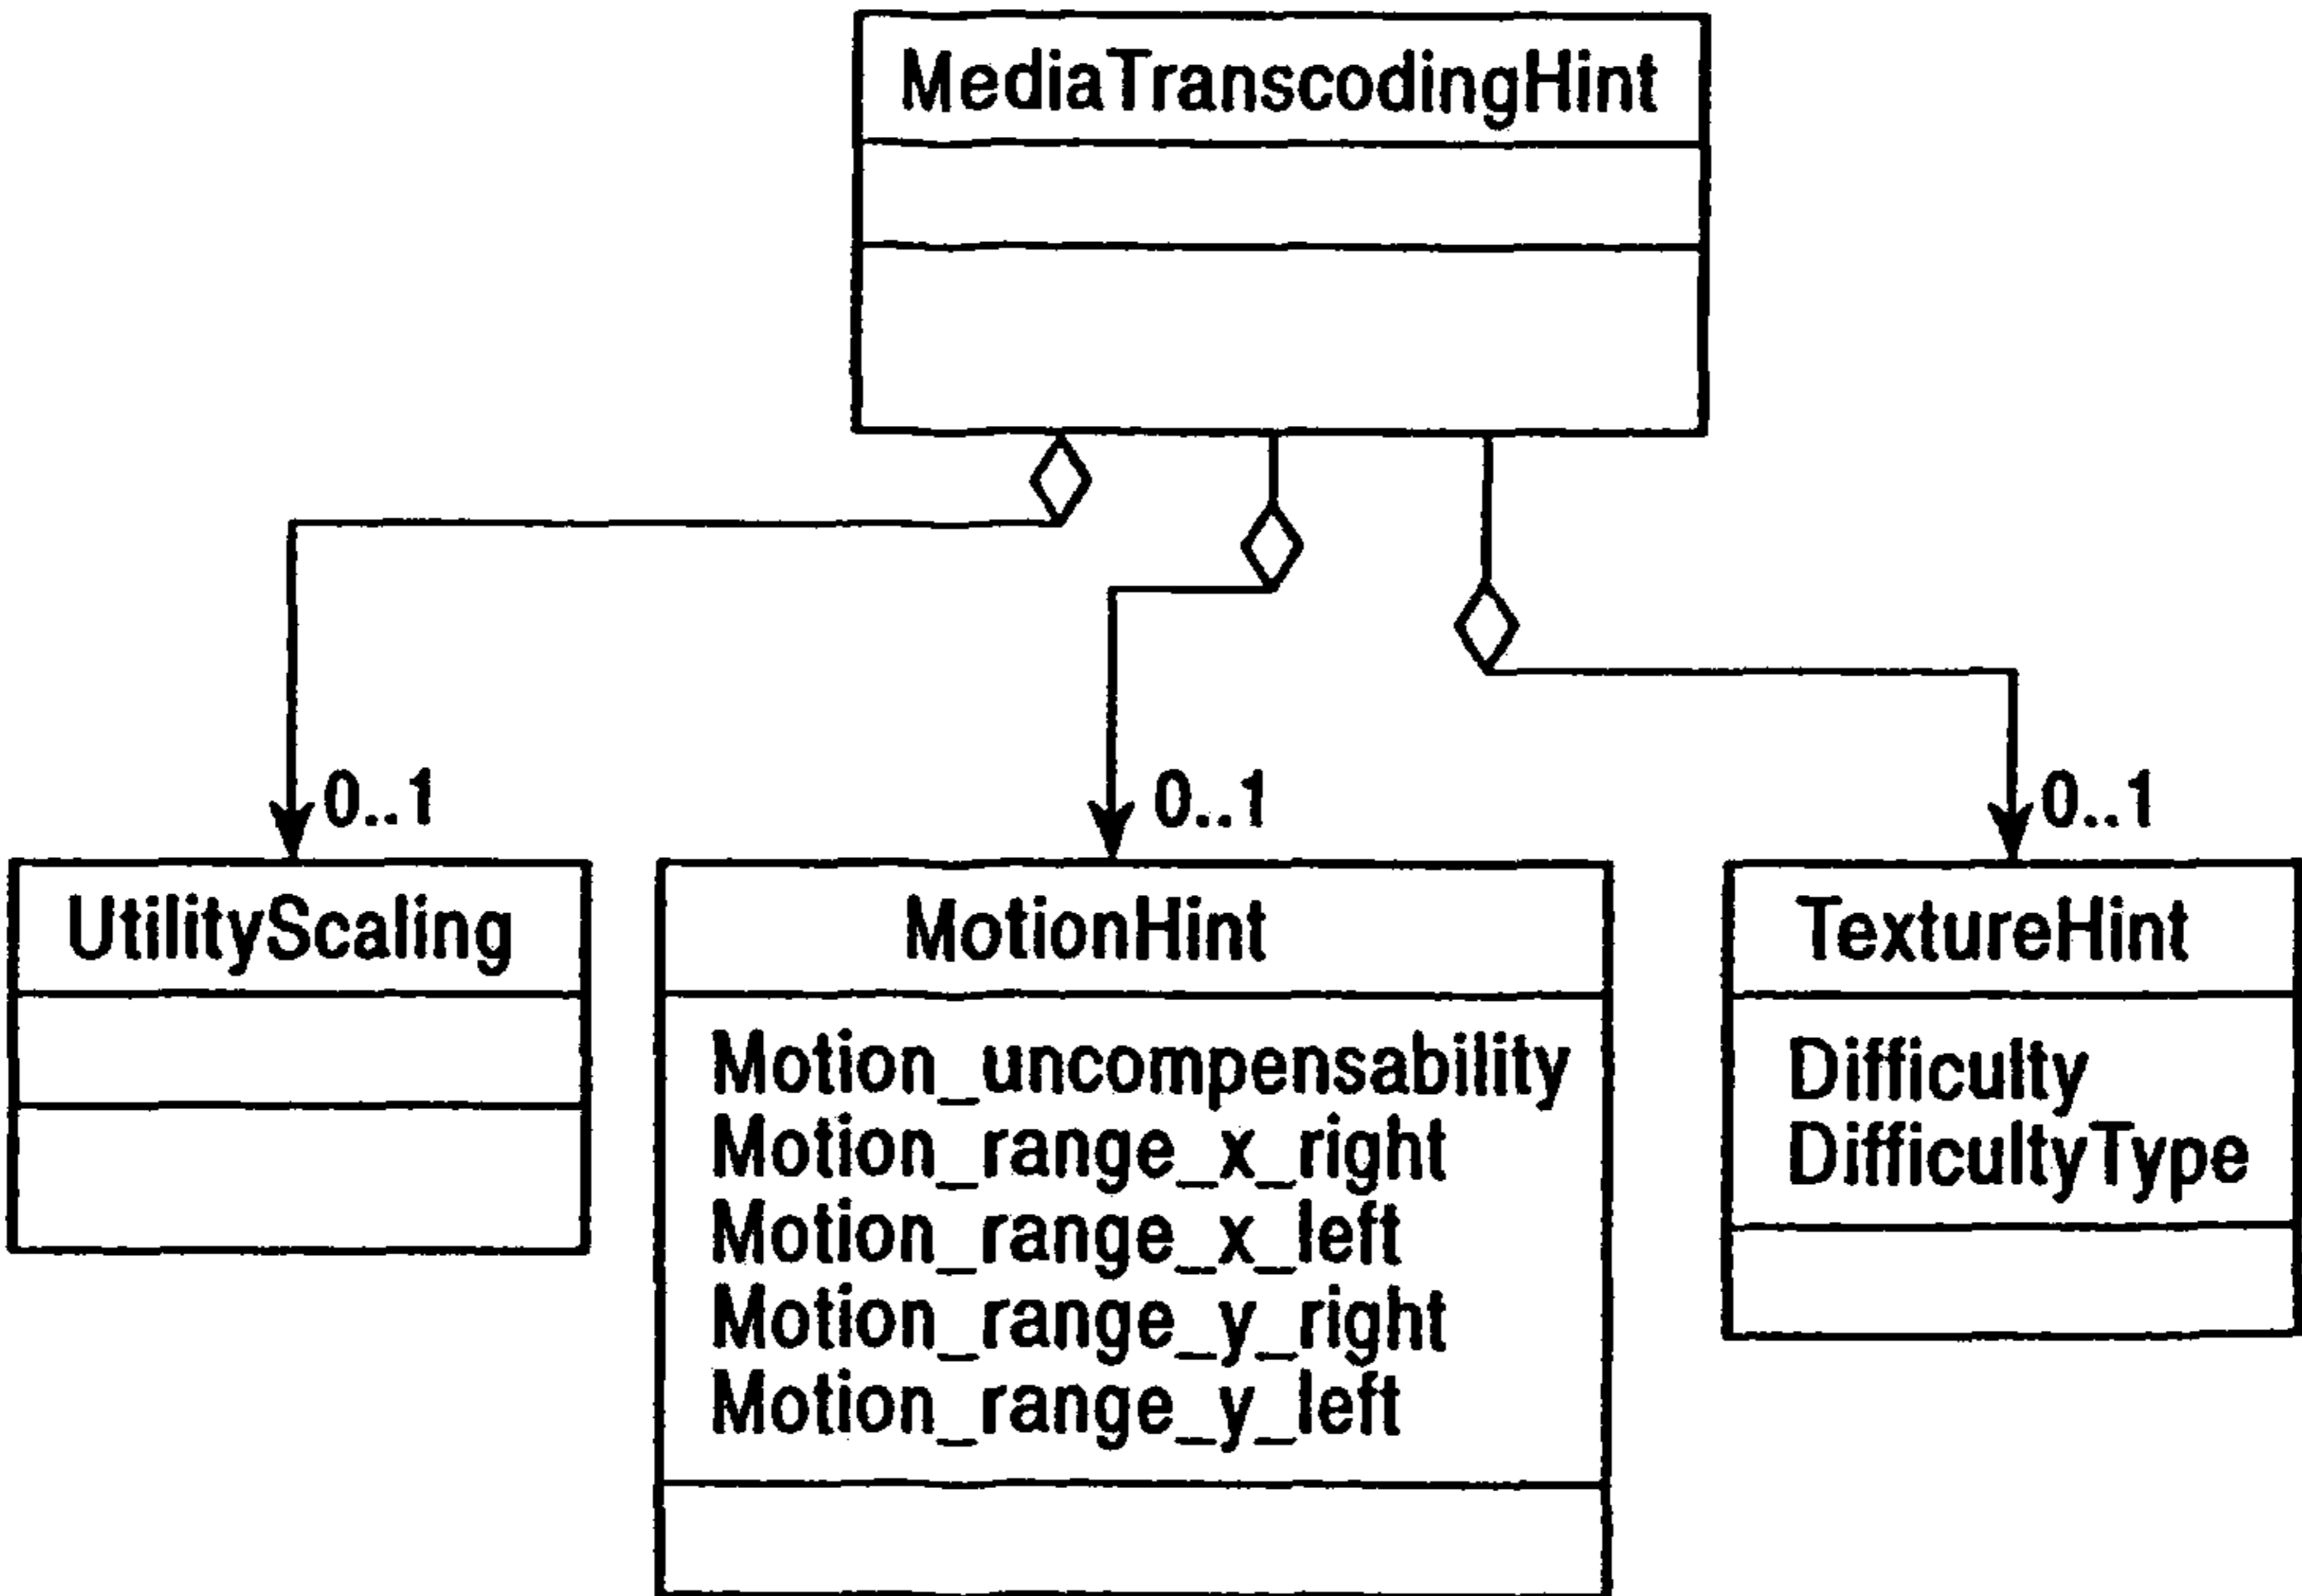 MediaTranscodingHint
0..1
0..1
0..1
UtilityScaling
MotionHint
Motion_uncompensability
Motion_range_x_right
Motion_range_x_left
Motion_range_y_right
Motion_range_y_left
TextureHint
Difficulty
DifficultyType